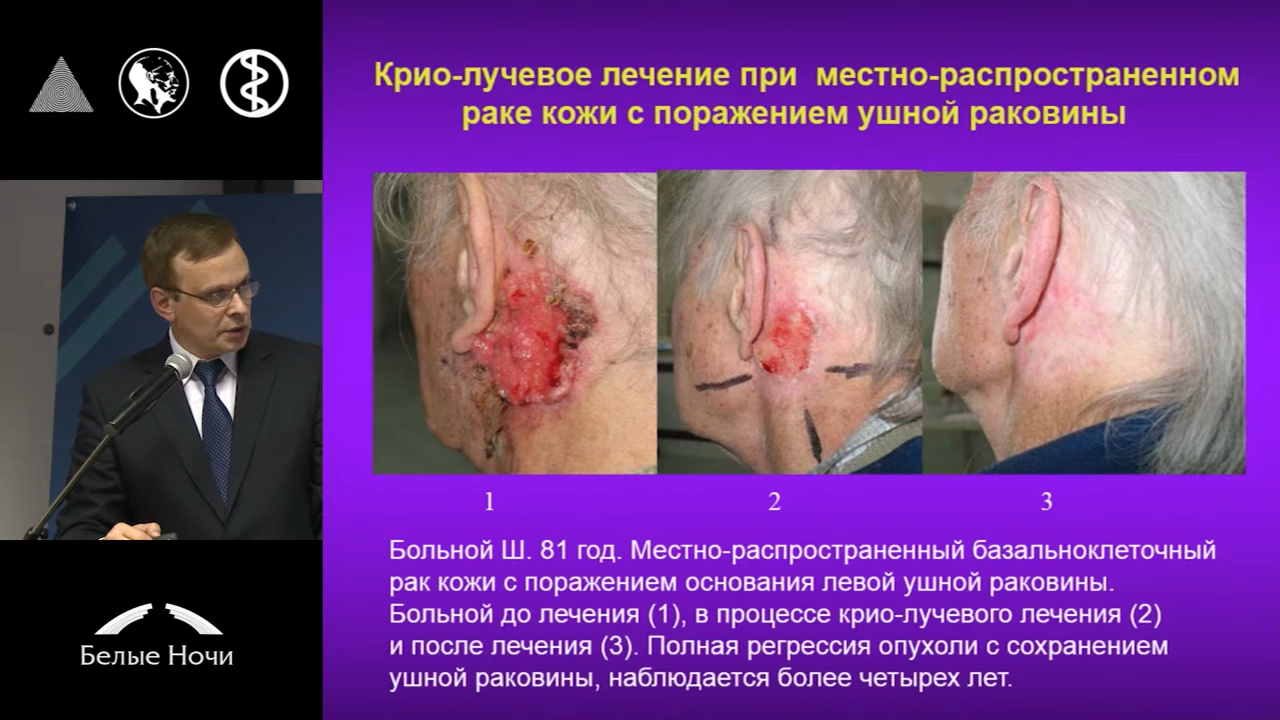 Крио-лучевое лечение при местно-распространенном
раке кожи с поражением ушной раковины
1
2
3
Больной Ш. 81 год. Местно-распространенный базальноклеточный
рак кожи с поражением основания левой ушной раковины.
Больной до лечения (1), в процессе крио-лучевого лечения (2)
и после лечения (3). Полная регрессия опухоли с сохранением
ушной раковины, наблюдается более четырех лет.
Белые Ночи